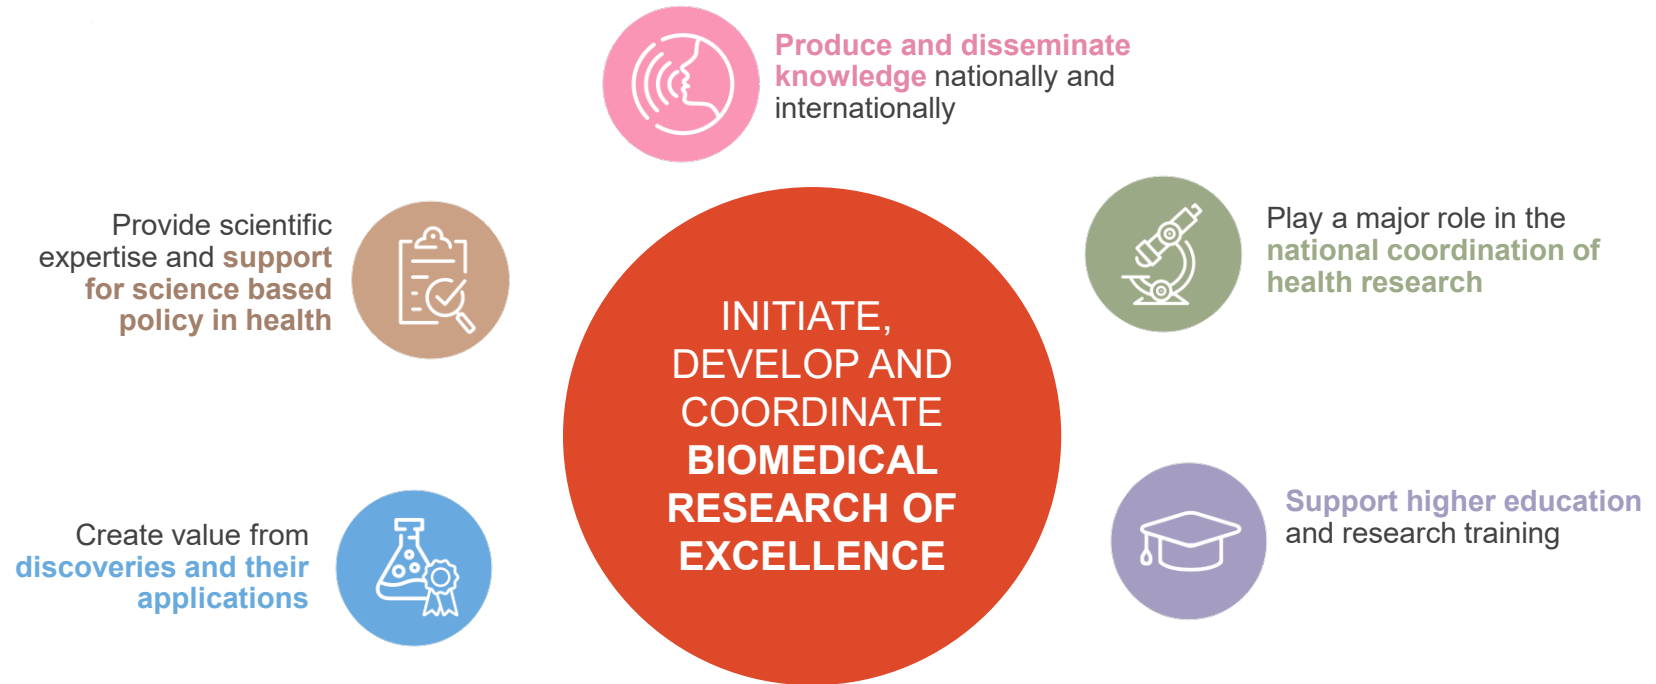 Produce and disseminate
knowledge nationally and
internationally
Provide scientific
expertise and support
for science based
policy in health
Play a major role in the
national coordination of
health research
INITIATE,
DEVELOP AND
COORDINATE
BIOMEDICAL
RESEARCH OF
EXCELLENCE
Create value from
discoveries and their
applications
Support higher education
and research training